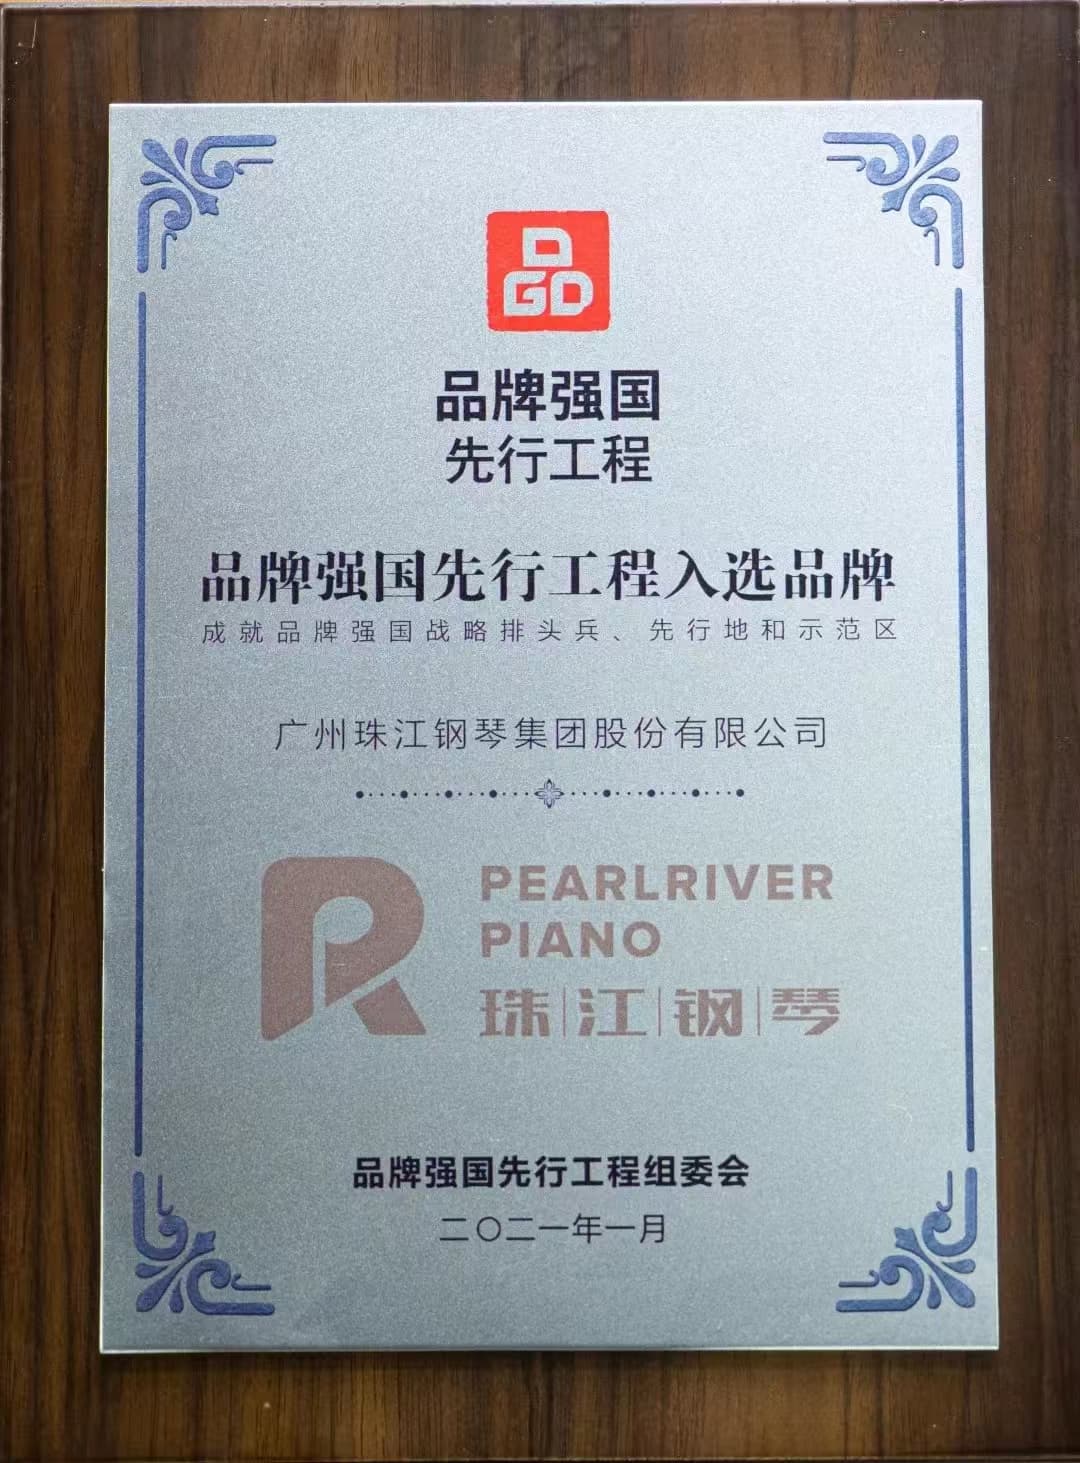 品牌强国
先行工程
品牌强国先行工程入选品牌
成就品牌强国战略排头兵、先行地和示范区
广州珠江钢琴集团股份有限公司
PEARLRIVER
PIANO
珠江钢琴
品牌强国先行工程组委会
二〇二一年一月